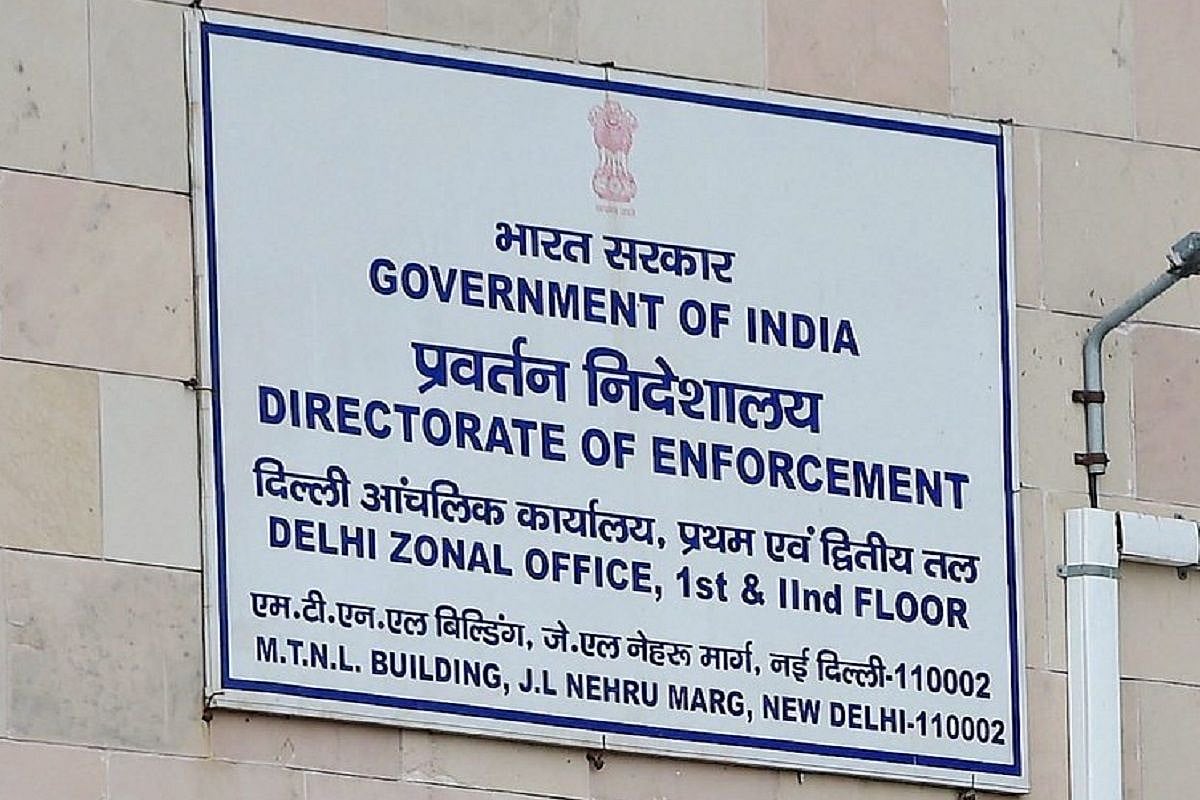 भारत सरकार
GOVERNMENT OF INDIA
प्रवर्तन निदेशालय
DIRECTORATE OF ENFORCEMENT
दिल्ली आंचलिक कार्यालय, प्रथम एवं द्वितीय तल
DELHI ZONAL OFFICE, 1st & IInd FLOOR
एम.टी.एन.एल बिल्डिंग, जे.एल नेहरू मार्ग, नई दिल्ली-110002
M.T.N.L. BUILDING, J.L NEHRU MARG, NEW DELHI-110002